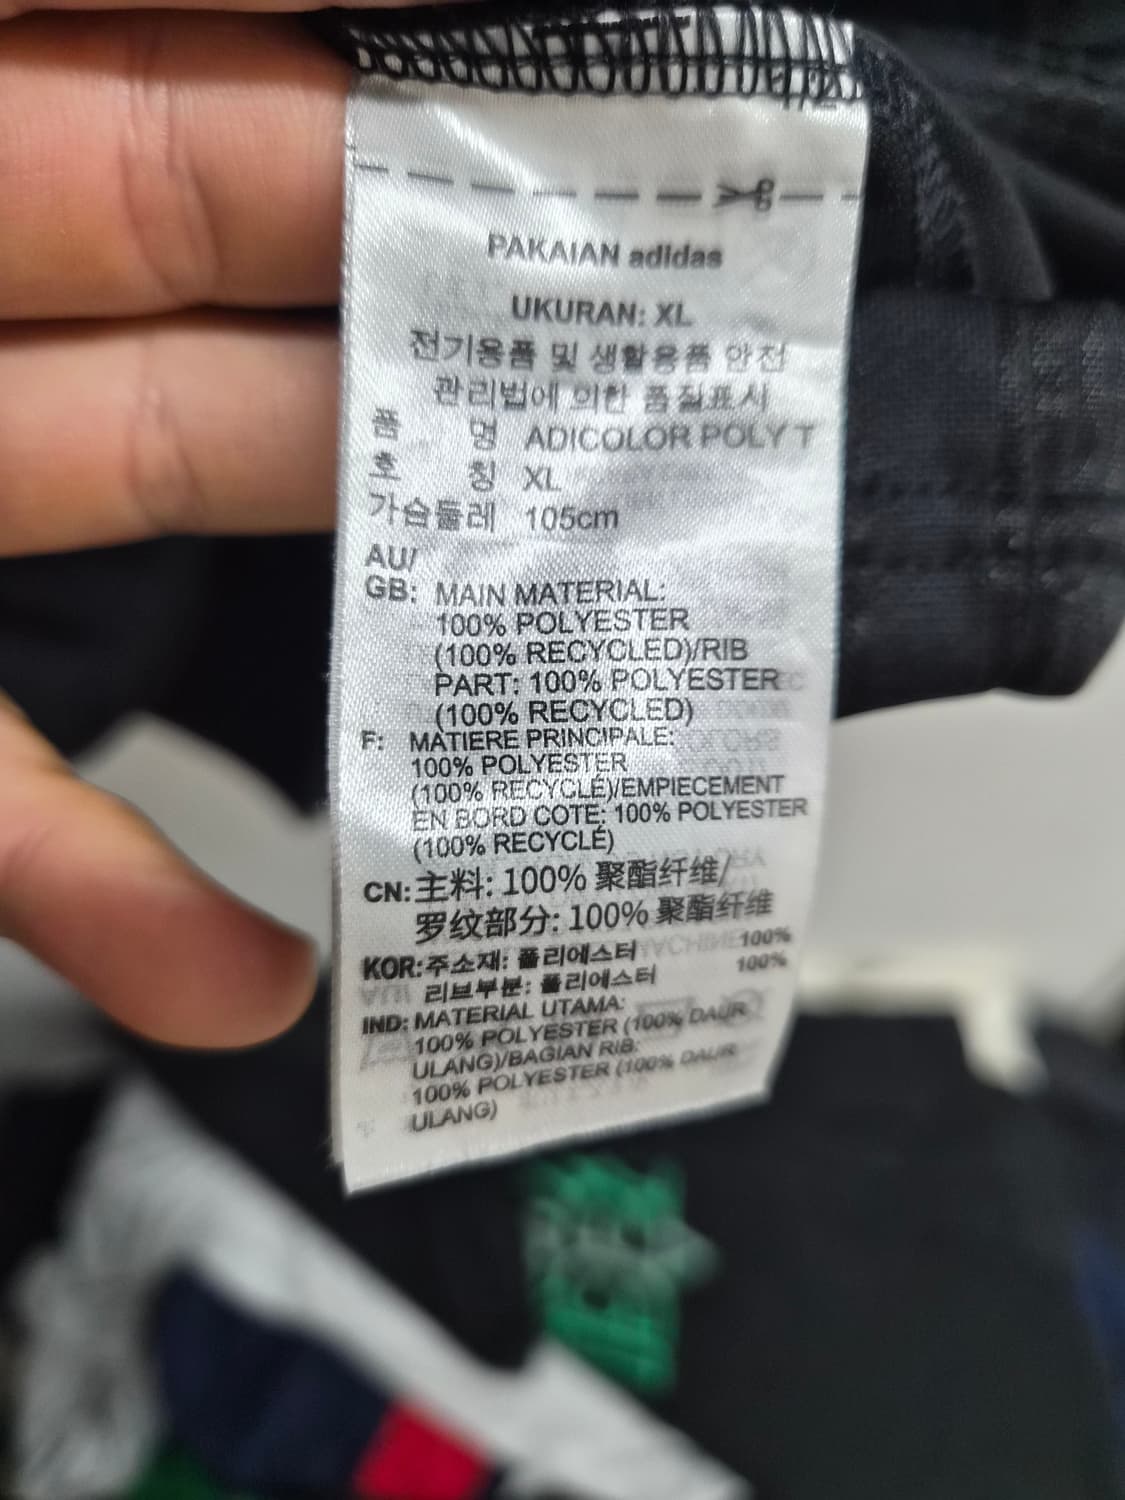 1/2
PAKAIAN adidas
UKURAN: XL
전기용품 및 생활용품 안전
관리법에 의한 품질표시
품 명 ADICOLOR POLY T
호 칭 XL
가슴둘레 105cm
AU/
GB: MAIN MATERIAL:
100% POLYESTER
(100% RECYCLED)/RIB
PART: 100% POLYESTER
(100% RECYCLED)
F: MATIERE PRINCIPALE:
100% POLYESTER
(100% RECYCLÉ)/EMPIECEMENT
EN BORD COTE: 100% POLYESTER
(100% RECYCLÉ)
CN: 主料: 100% 聚酯纤维/
罗纹部分: 100% 聚酯纤维
KOR: 주소재: 폴리에스터 100%
리브부분: 폴리에스터 100%
IND: MATERIAL UTAMA:
100% POLYESTER (100% DAUR
ULANG)/BAGIAN RIB:
100% POLYESTER (100% DAUR
ULANG)